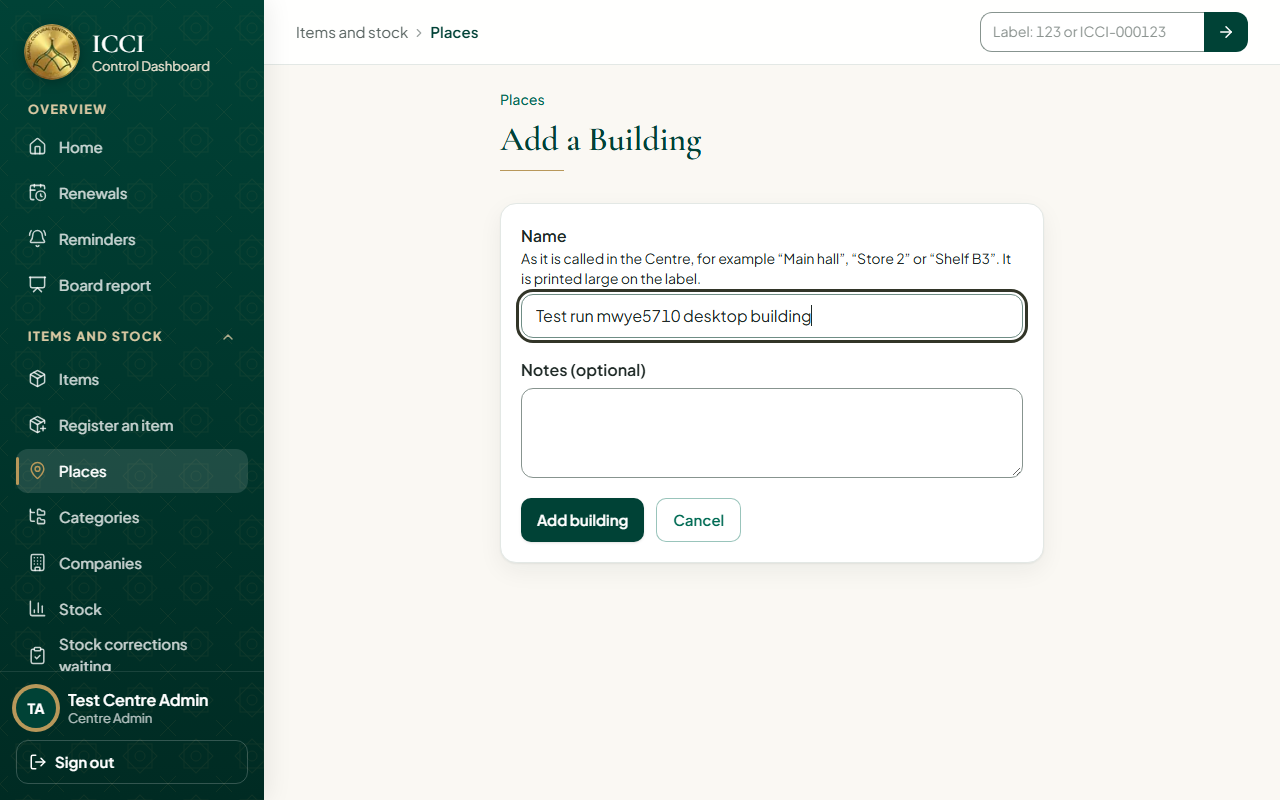 ICCI
Control Dashboard
OVERVIEW
Home
Renewals
Reminders
Board report
ITEMS AND STOCK
Items
Register an item
Places
Categories
Companies
Stock
Stock corrections
waiting
TA
Test Centre Admin
Centre Admin
Sign out
Items and stock › Places
Label: 123 or ICCI-000123
Places
Add a Building
Name
As it is called in the Centre, for example “Main hall”, “Store 2” or “Shelf B3”. It
is printed large on the label.
Test run mwye5710 desktop building
Notes (optional)
Add building
Cancel